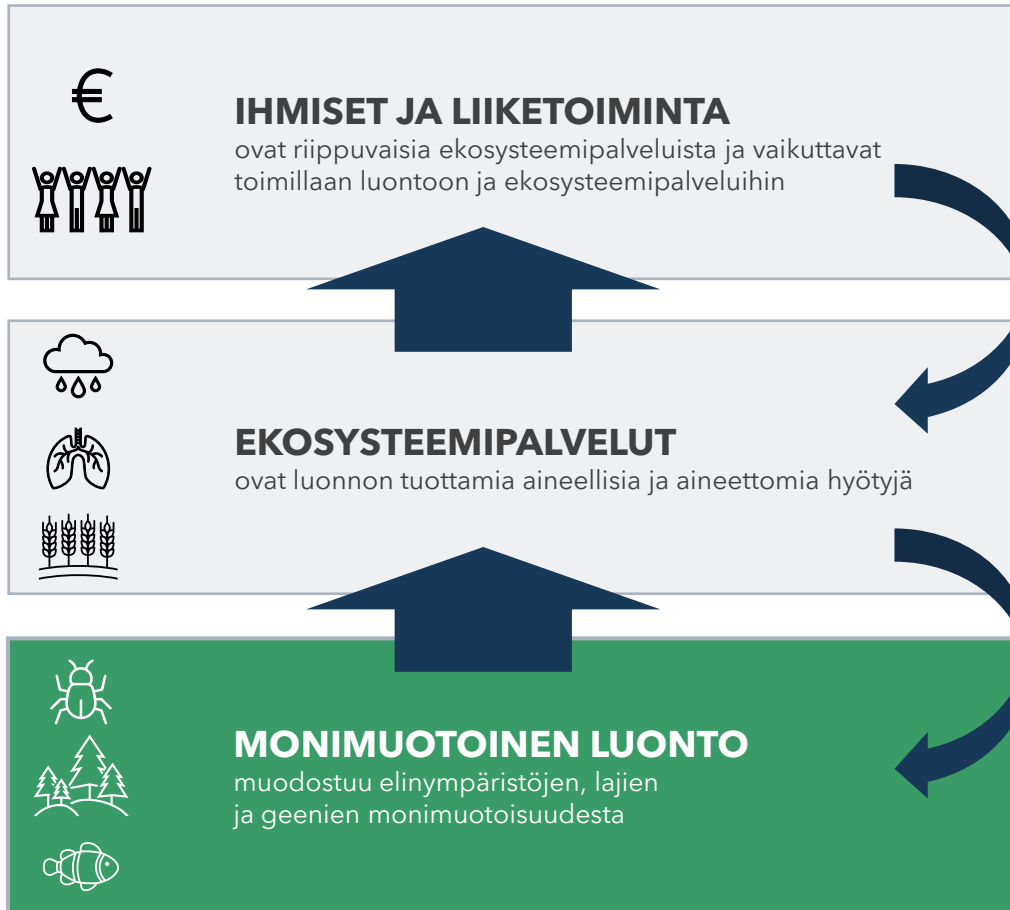 €
IHMISET JA LIIKETOIMINTA
ovat riippuvaisia ekosysteemipalveluista ja vaikuttavat
toimillaan luontoon ja ekosysteemipalveluihin
EKOSYSTEEMIPALVELUT
ovat luonnon tuottamia aineellisia ja aineettomia hyötyjä
MONIMUOTOINEN LUONTO
muodostuu elinympäristöjen, lajien
ja geenien monimuotoisuudesta